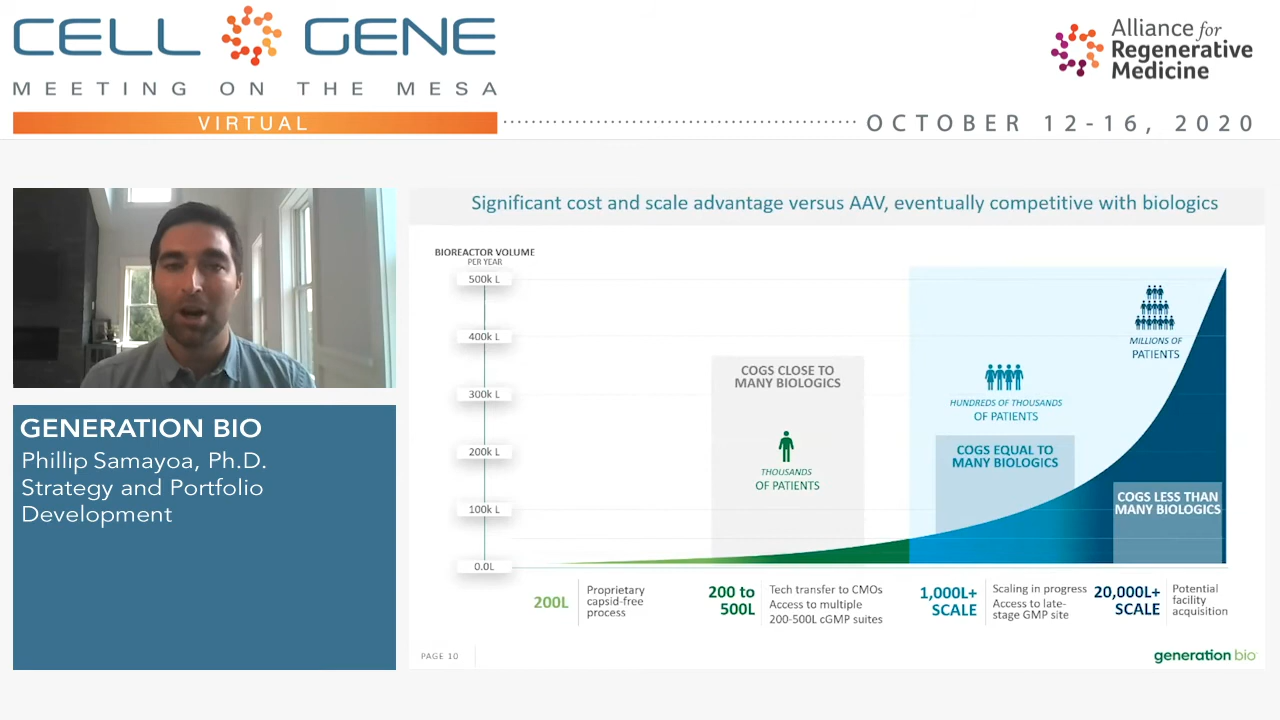 CELL GENE
MEETING ON THE MESA
VIRTUAL
Alliance for
Regenerative
Medicine
OCTOBER 12-16, 2020
GENERATION BIO
Phillip Samayoa, Ph.D.
Strategy and Portfolio
Development
Significant cost and scale advantage versus AAV, eventually competitive with biologics
BIOREACTOR VOLUME
PER YEAR
500k L
400k L
300k L
200k L
100k L
0.0L
COGS CLOSE TO
MANY BIOLOGICS
THOUSANDS
OF PATIENTS
HUNDREDS OF THOUSANDS
OF PATIENTS
COGS EQUAL TO
MANY BIOLOGICS
MILLIONS OF
PATIENTS
COGS LESS THAN
MANY BIOLOGICS
200L
Proprietary
capsid-free
process
200 to
500L
Tech transfer to CMOs
Access to multiple
200-500L cGMP suites
1,000L+
SCALE
Scaling in progress
Access to late-
stage GMP site
20,000L+
SCALE
Potential
facility
acquisition
PAGE 10
generation bio